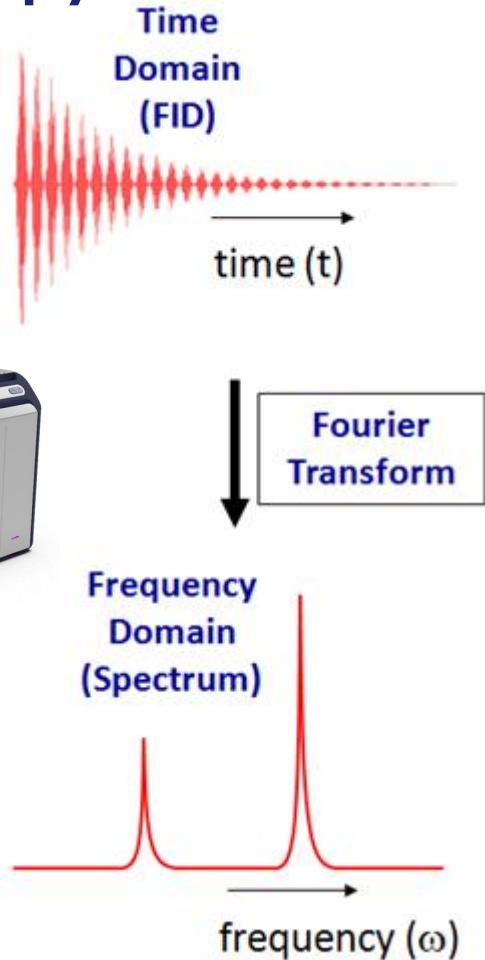 Time
Domain
(FID)
time (t)
Fourier
Transform
Frequency
Domain
(Spectrum)
frequency (ω)